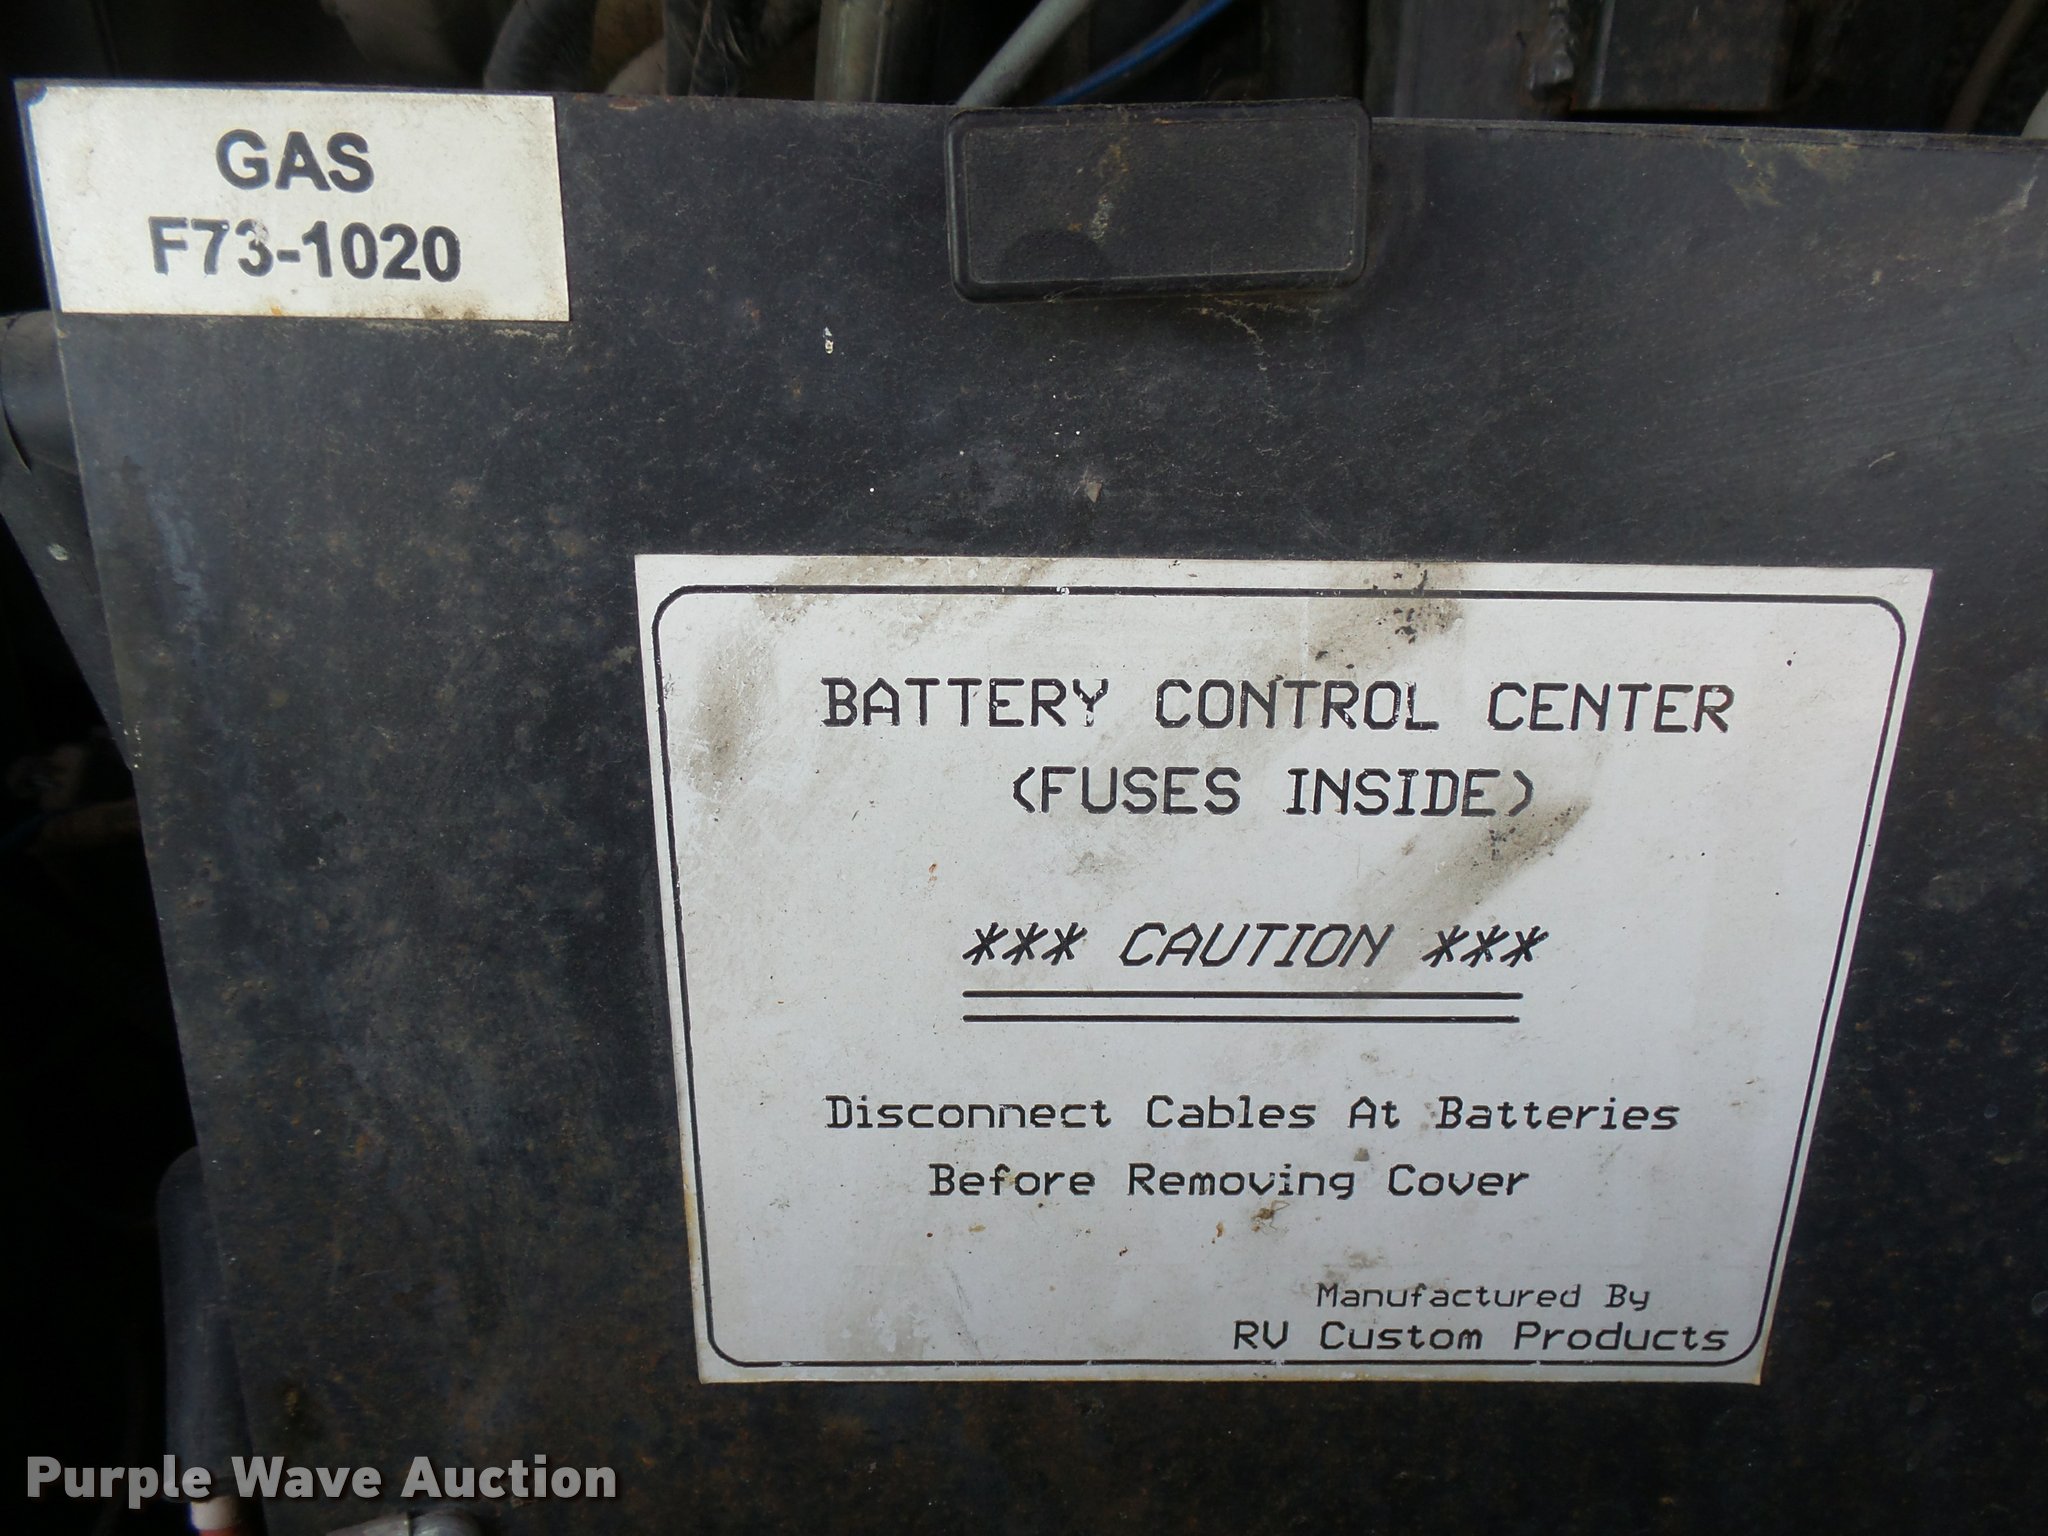 GAS
F73-1020
BATTERY CONTROL CENTER
(FUSES INSIDE)
*** CAUTION ***
Disconnect Cables At Batteries
Before Removing Cover
Manufactured By
RV Custom Products
Purple Wave Auction